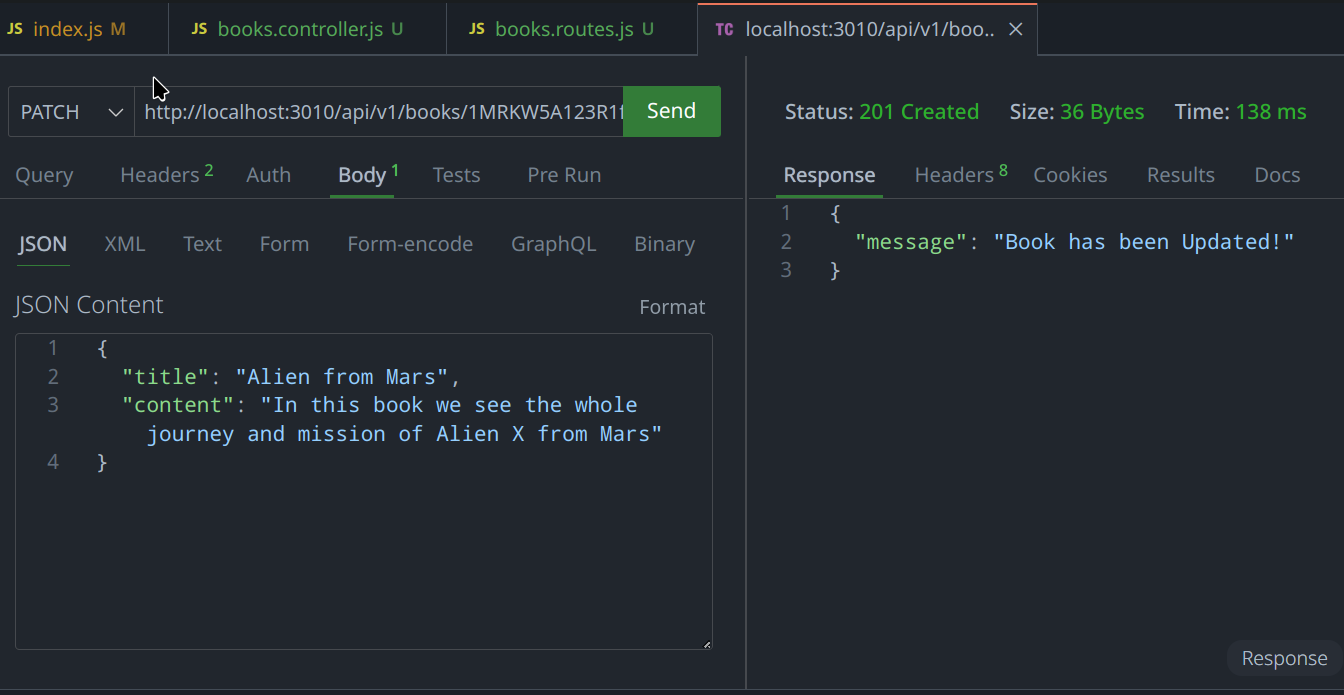 JS index.js M JS books.controller.js U JS books.routes.js U TC localhost:3010/api/v1/boo..
PATCH http://localhost:3010/api/v1/books/1MRKW5A123R1f Send
Status: 201 Created Size: 36 Bytes Time: 138 ms
Query Headers 2 Auth Body 1 Tests Pre Run
Response Headers 8 Cookies Results Docs
JSON XML Text Form Form-encode GraphQL Binary
JSON Content Format
1 {
2 "title": "Alien from Mars",
3 "content": "In this book we see the whole
journey and mission of Alien X from Mars"
4 }
1 {
2 "message": "Book has been Updated!"
3 }
Response